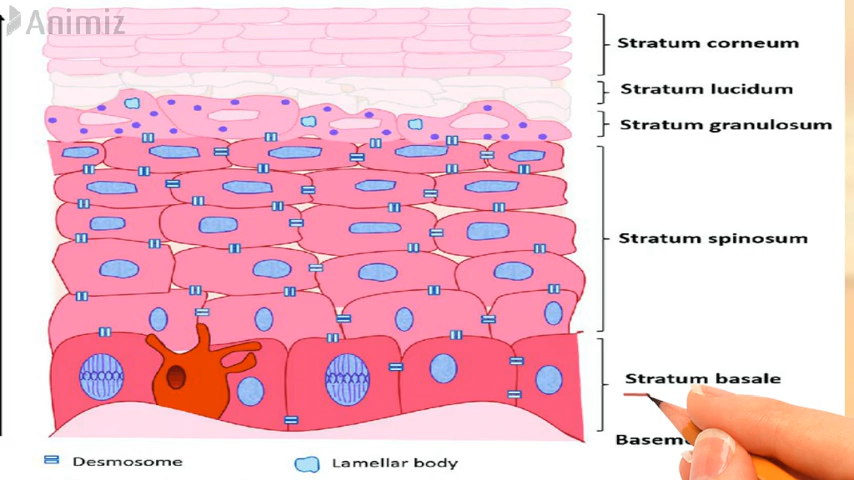 Animiz
Stratum corneum
Stratum lucidum
Stratum granulosum
Stratum spinosum
Stratum basale
Desmosome
Lamellar body